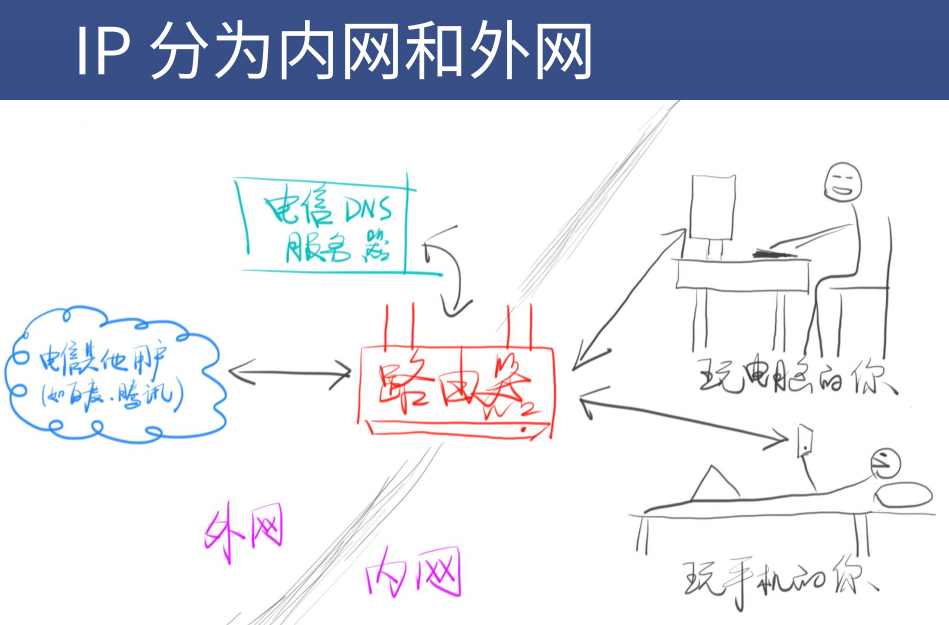 IP 分为内网和外网
电信 DNS
服务器
电信其他用户
(如百度、腾讯)
路由器
玩电脑的你、
外网
内网
玩手机的你、